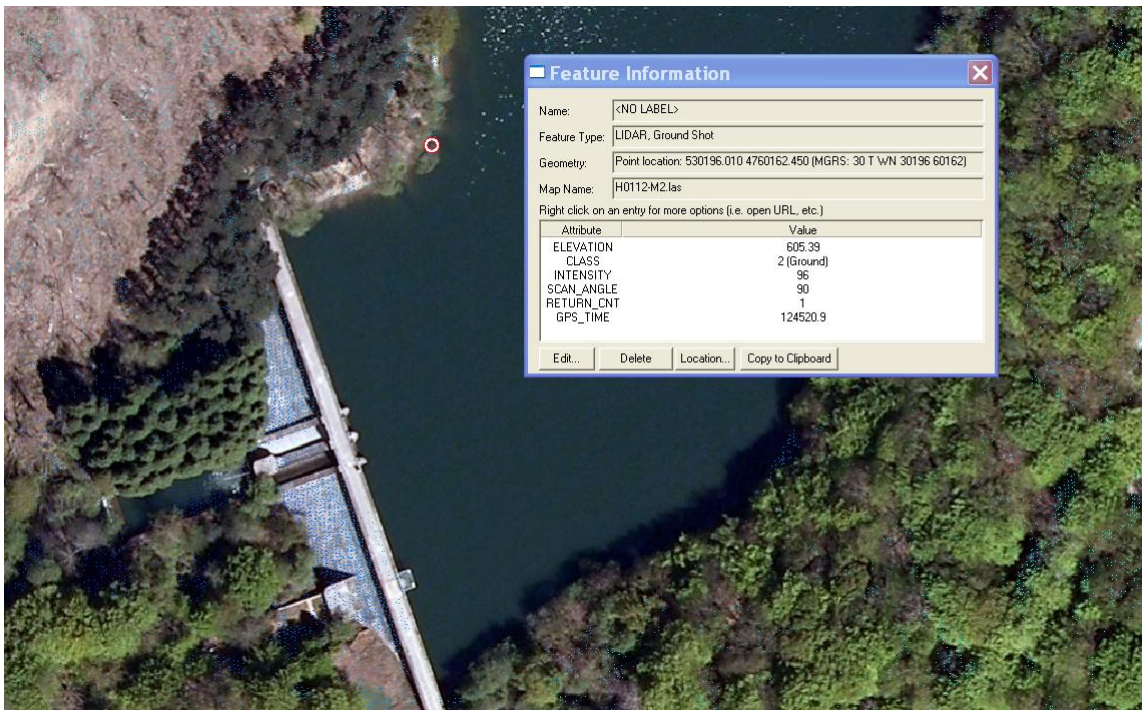 Feature Information
Name: <NO LABEL>
Feature Type: LIDAR, Ground Shot
Geometry: Point location: 530196.010 4760162.450 (MGRS: 30 T WN 30196 60162)
Map Name: H0112-M2.las
Right click on an entry for more options (i.e. open URL, etc.)
Attribute Value
ELEVATION 605.39
CLASS 2 (Ground)
INTENSITY 96
SCAN_ANGLE 90
RETURN_CNT 1
GPS_TIME 124520.9
Edit... Delete Location... Copy to Clipboard